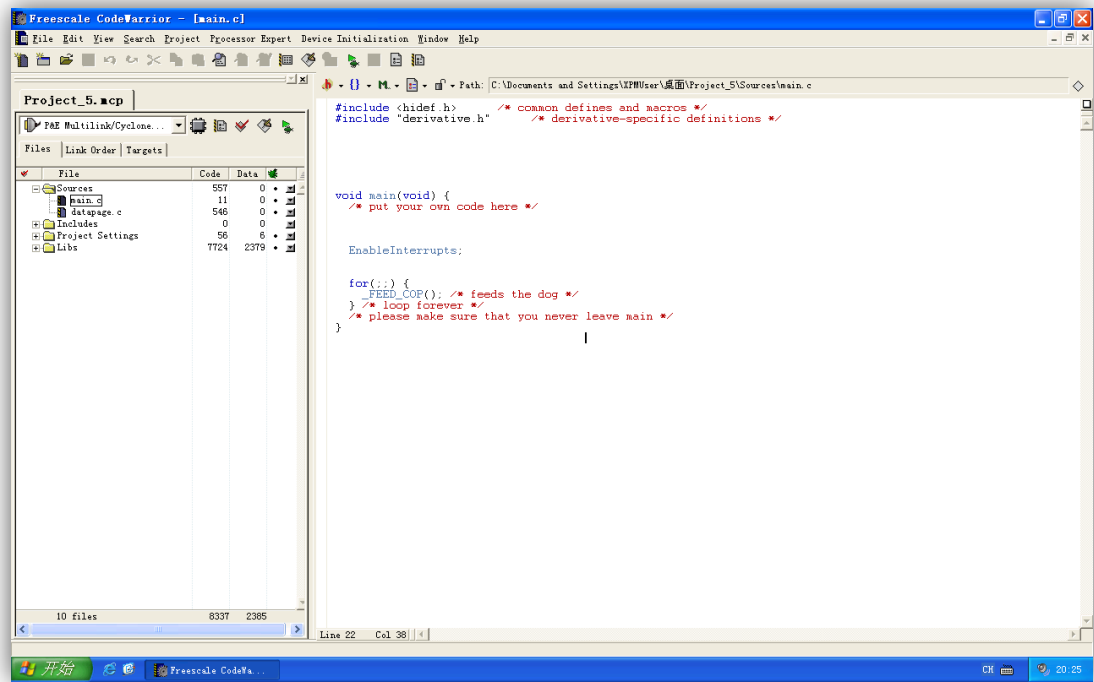 Freescale CodeWarrior - [main.c]
File Edit View Search Project Processor Expert Device Initialization Window Help
Project_5.mcp
P&E Multilink/Cyclone...
Files Link Order Targets
File Code Data
Sources 557 0
main.c 11 0
datapage.c 546 0
Includes 0 0
Project Settings 56 6
Libs 7724 2379
10 files 8337 2385
h {} M. Path: C:\Documents and Settings\XPMUser\桌面\Project_5\Sources\main.c
#include <hidef.h> /* common defines and macros */
#include "derivative.h" /* derivative-specific definitions */
void main(void) {
/* put your own code here */
EnableInterrupts;
for(;;) {
_FEED_COP(); /* feeds the dog */
} /* loop forever */
/* please make sure that you never leave main */
}
Line 22 Col 38
开始
Freescale CodeWa...
CH
20:25